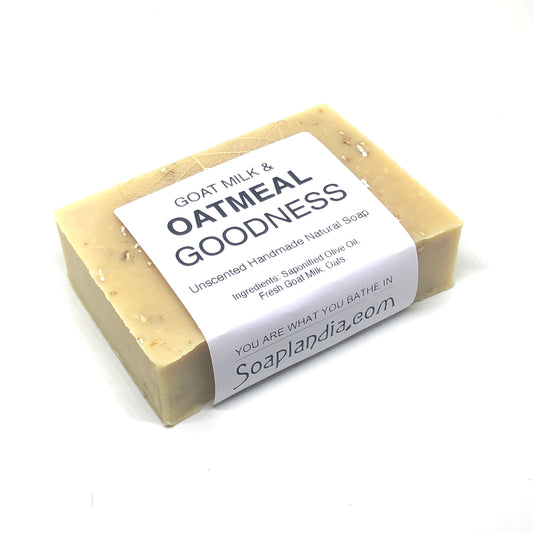 GOAT MILK &
OATMEAL
GOODNESS
Unscented Handmade Natural Soap
Ingredients: Saponified Olive Oil,
Fresh Goat Milk, Oats
YOU ARE WHAT YOU BATHE IN
Soaplandia.com